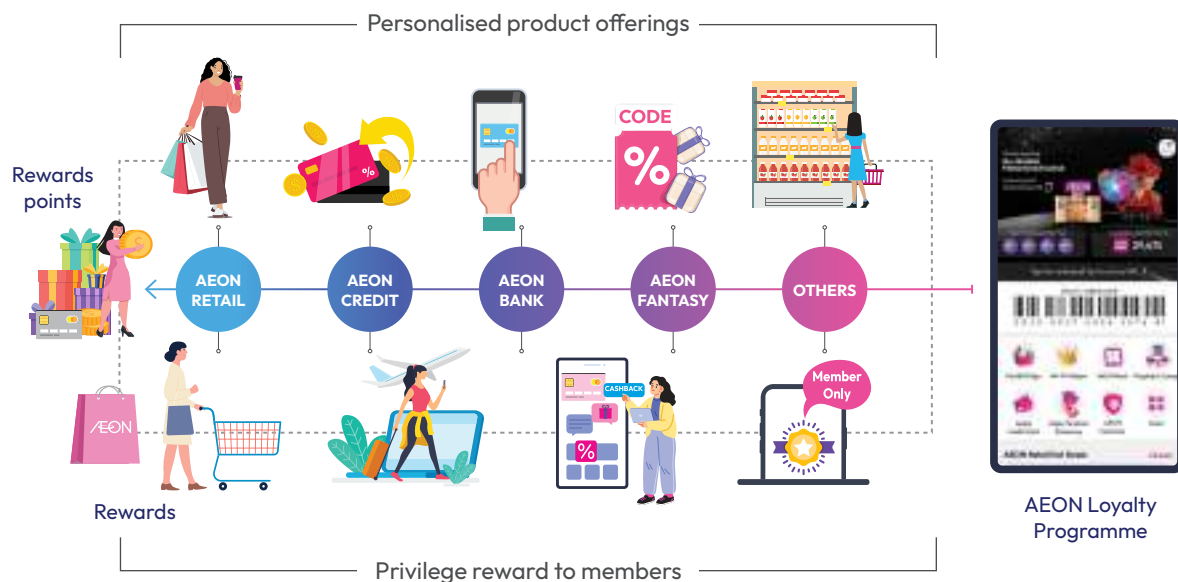 Personalised product offerings
CODE
%
%
Rewards
points
AEON
RETAIL
AEON
CREDIT
AEON
BANK
AEON
FANTASY
OTHERS
Member
Only
CASHBACK
%
AEON
Rewards
AEON Loyalty
Programme
Privilege reward to members